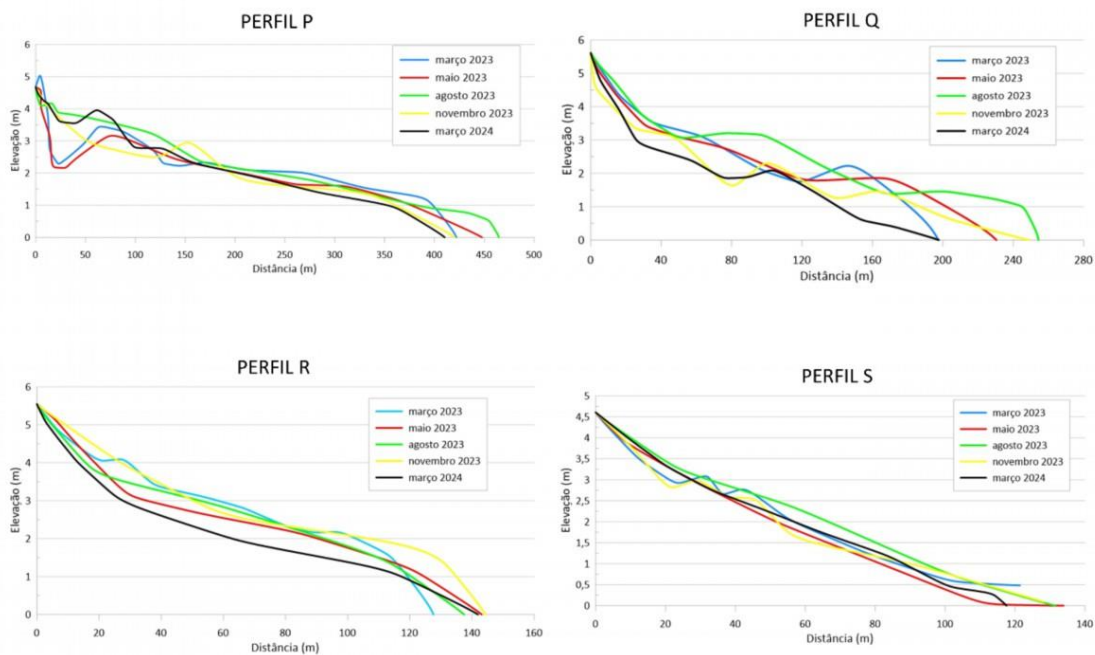 PERFIL P
Elevação (m)
6
5
4
3
2
1
0
0 50 100 150 200 250 300 350 400 450 500
Distância (m)
março 2023
maio 2023
agosto 2023
novembro 2023
março 2024
PERFIL Q
Elevação (m)
6
5
4
3
2
1
0
0 40 80 120 160 200 240 280
Distância (m)
março 2023
maio 2023
agosto 2023
novembro 2023
março 2024
PERFIL R
Elevação (m)
6
5
4
3
2
1
0
0 20 40 60 80 100 120 140 160
Distância (m)
março 2023
maio 2023
agosto 2023
novembro 2023
março 2024
PERFIL S
Elevação (m)
5
4,5
4
3,5
3
2,5
2
1,5
1
0,5
0
0 20 40 60 80 100 120 140
Distância (m)
março 2023
maio 2023
agosto 2023
novembro 2023
março 2024